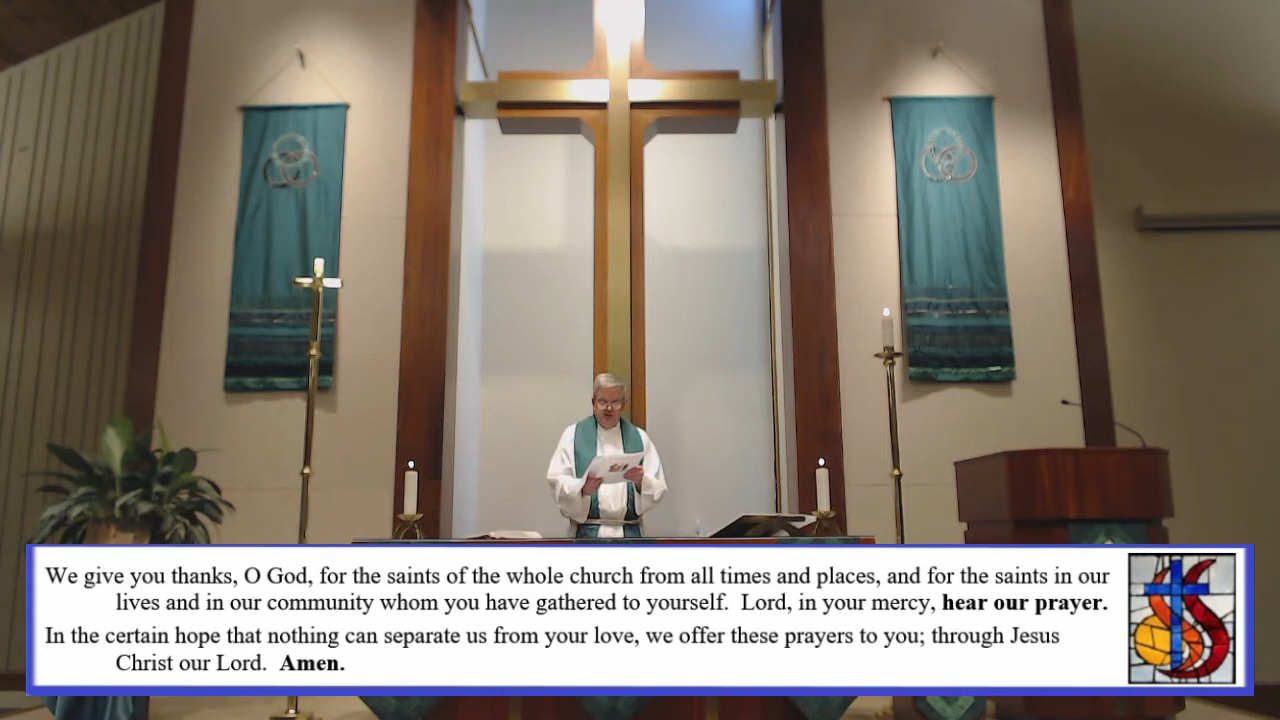 We give you thanks, O God, for the saints of the whole church from all times and places, and for the saints in our
lives and in our community whom you have gathered to yourself.  Lord, in your mercy, hear our prayer.
In the certain hope that nothing can separate us from your love, we offer these prayers to you; through Jesus
Christ our Lord.  Amen.